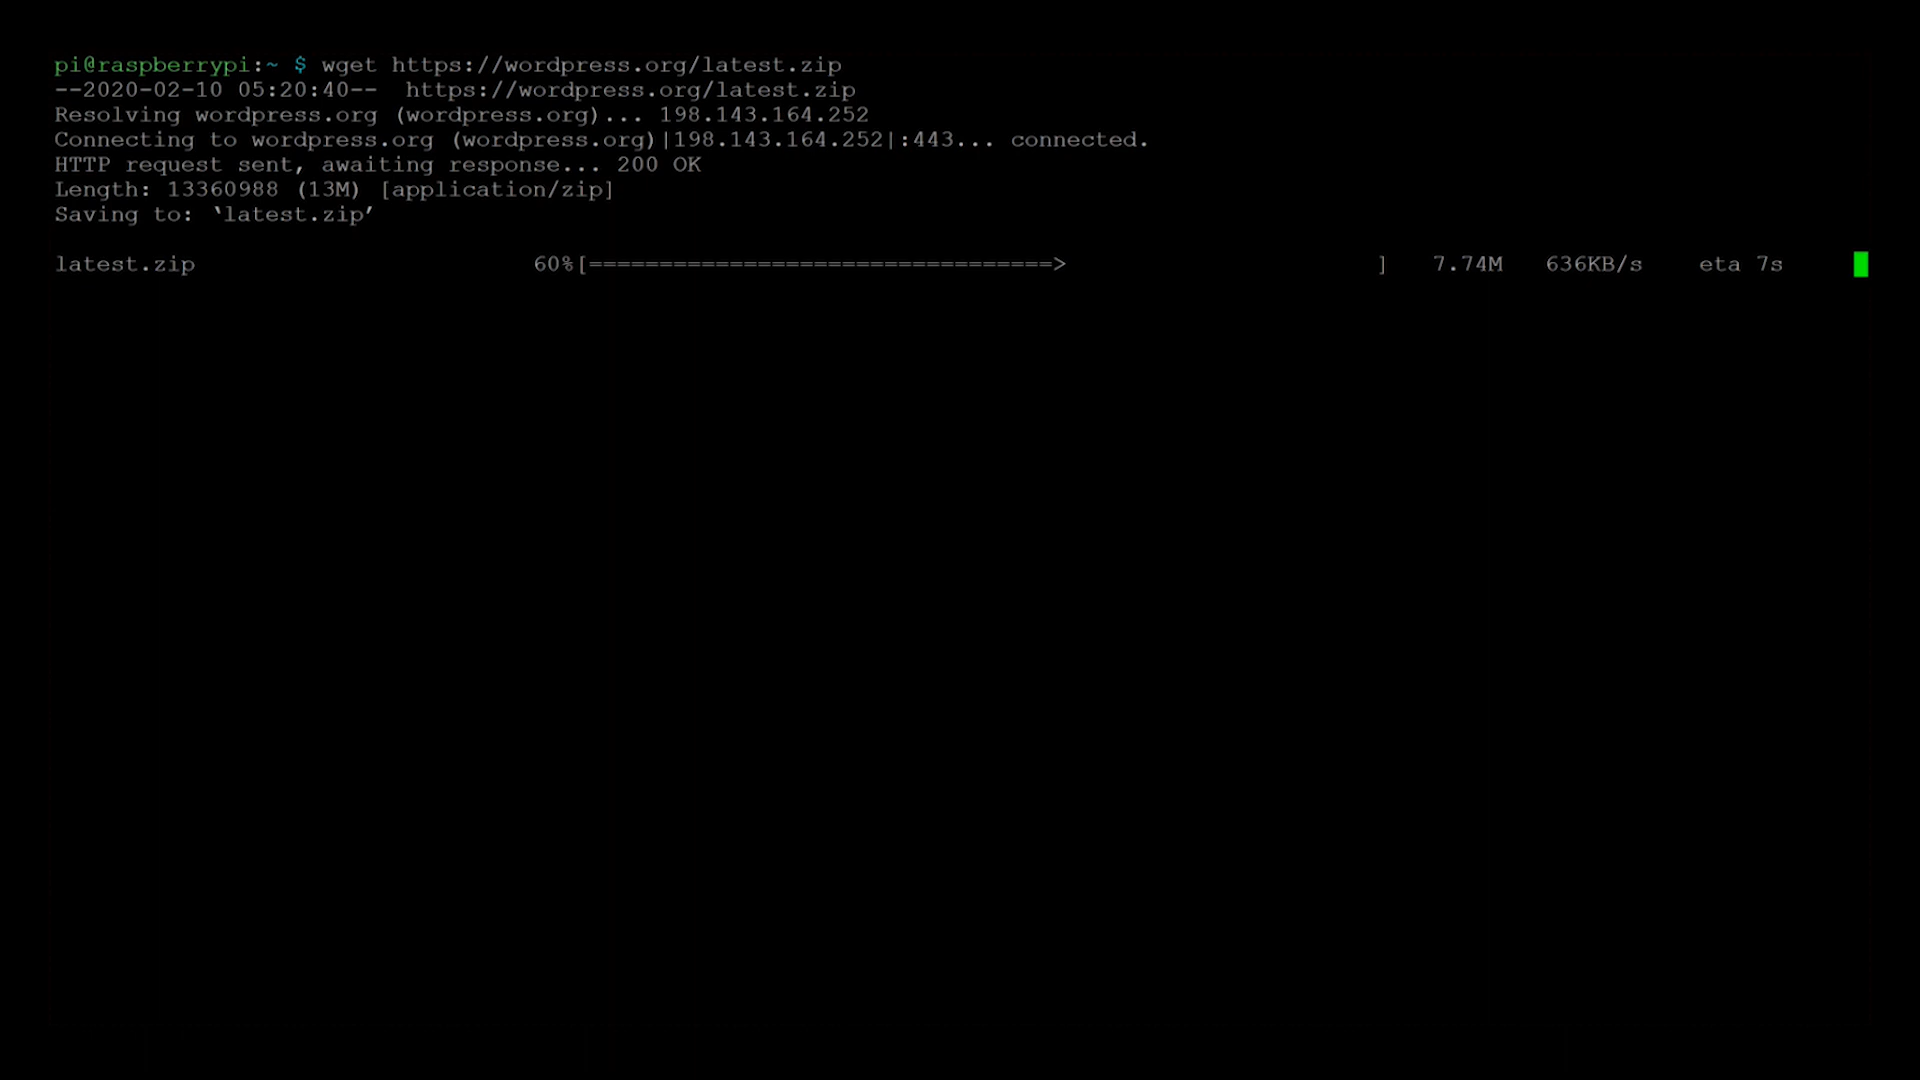 pi@raspberrypi:~ $ wget https://wordpress.org/latest.zip
--2020-02-10 05:20:40--  https://wordpress.org/latest.zip
Resolving wordpress.org (wordpress.org)... 198.143.164.252
Connecting to wordpress.org (wordpress.org)|198.143.164.252|:443... connected.
HTTP request sent, awaiting response... 200 OK
Length: 13360988 (13M) [application/zip]
Saving to: ‘latest.zip’
latest.zip 60%[=================================> ] 7.74M 636KB/s eta 7s